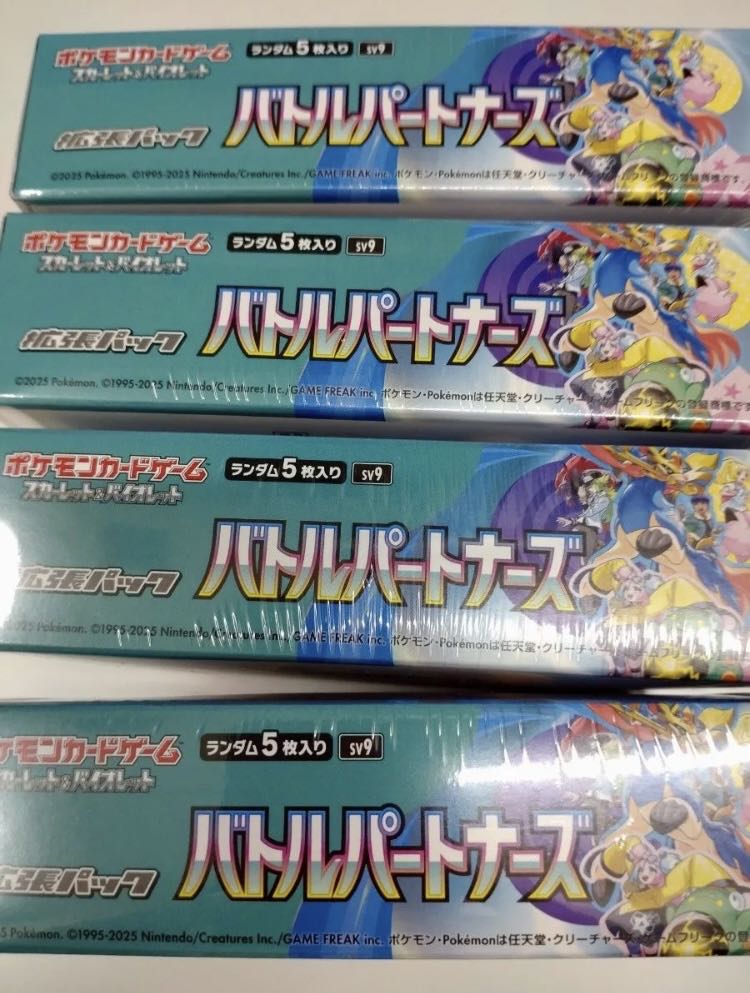 ポケモンカードゲーム ランダム5枚入り sv9
スカーレット&バイオレット
バトルパートナーズ
拡張パック
©2025 Pokémon. ©1995-2025 Nintendo/Creatures Inc./GAME FREAK inc. ポケモン・Pokémonは任天堂・クリーチャーズ・ゲームフリークの登録商標です。
ポケモンカードゲーム ランダム5枚入り sv9
スカーレット&バイオレット
バトルパートナーズ
拡張パック
©2025 Pokémon. ©1995-2025 Nintendo/Creatures Inc./GAME FREAK inc. ポケモン・Pokémonは任天堂・クリーチャーズ・ゲームフリークの登録商標です
ポケモンカードゲーム ランダム5枚入り sv9
スカーレット&バイオレット
バトルパートナーズ
拡張パック
2025 Pokémon. ©1995-2025 Nintendo/Creatures Inc./GAME FREAK inc. ポケモン・Pokémonは任天堂・クリーチャーズ・ゲームフリークの
ケモンカードゲーム ランダム5枚入り sv9
カーレット&バイオレット
バトルパートナーズ
拡張パック
5 Pokémon. ©1995-2025 Nintendo/Creatures Inc./GAME FREAK inc. ポケモン・Pokémonは任天堂・クリーチャーズ・ゲームフリークの登